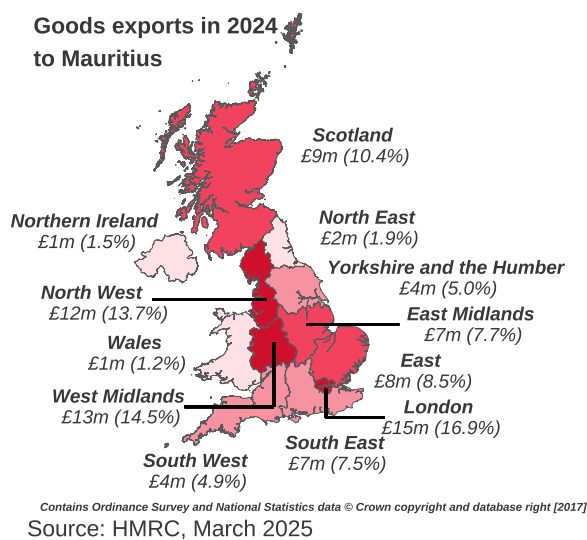 Goods exports in 2024
to Mauritius
Scotland
£9m (10.4%)
Northern Ireland
£1m (1.5%)
North East
£2m (1.9%)
Yorkshire and the Humber
£4m (5.0%)
North West
£12m (13.7%)
East Midlands
£7m (7.7%)
Wales
£1m (1.2%)
East
£8m (8.5%)
West Midlands
£13m (14.5%)
London
£15m (16.9%)
South East
£7m (7.5%)
South West
£4m (4.9%)
Contains Ordinance Survey and National Statistics data © Crown copyright and database right [2017]
Source: HMRC, March 2025